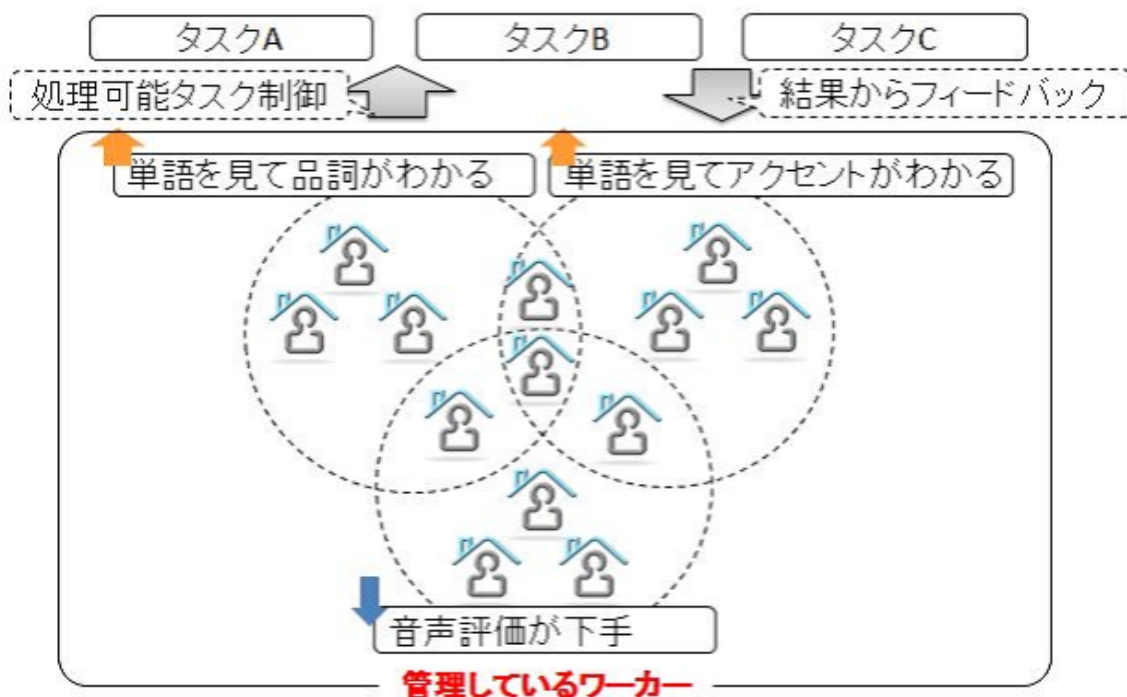 タスクA
タスクB
タスクC
処理可能タスク制御
結果からフィードバック
単語を見て品詞がわかる
単語を見てアクセントがわかる
音声評価が下手
管理しているワーカー